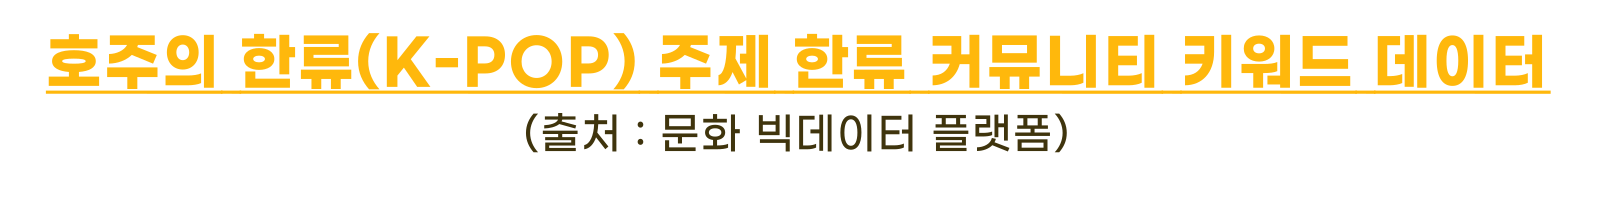 호주의 한류(K-POP) 주제 한류 커뮤니티 키워드 데이터
(출처 : 문화 빅데이터 플랫폼)